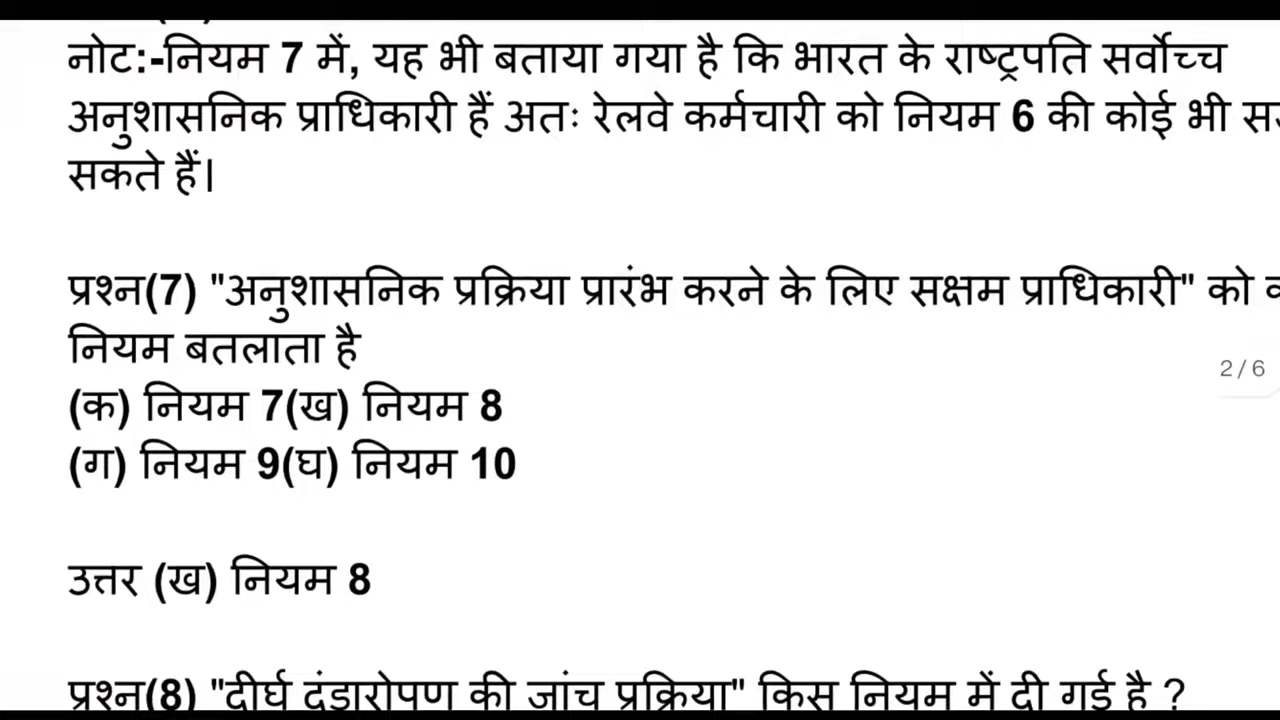 नोट:-नियम 7 में, यह भी बताया गया है कि भारत के राष्ट्रपति सर्वोच्च
अनुशासनिक प्राधिकारी हैं अतः रेलवे कर्मचारी को नियम 6 की कोई भी
सकते हैं।
प्रश्न(7) "अनुशासनिक प्रक्रिया प्रारंभ करने के लिए सक्षम प्राधिकारी" को
नियम बतलाता है
2/6
(क) नियम 7(ख) नियम 8
(ग) नियम 9(घ) नियम 10
उत्तर (ख) नियम 8
प्रश्न(8) "दीर्घ दंडारोपण की जांच प्रक्रिया" किस नियम में दी गई है ?